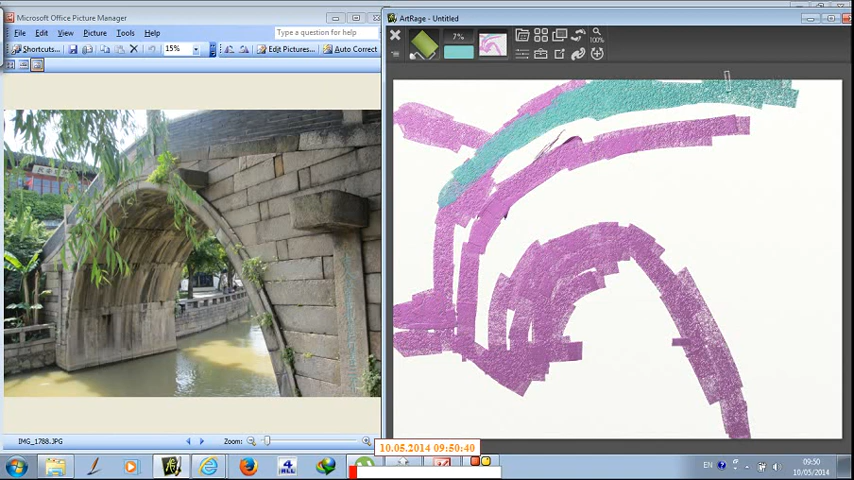 Microsoft Office Picture Manager
File Edit View Picture Tools Help
Type a question for help
Shortcuts...
15%
Edit Pictures...
Auto Correct
IMG_1788.JPG
Zoom:
ArtRage - Untitled
7%
100%
10.05.2014 09:50:40
4
ALL
EN
09:50
10/05/2014